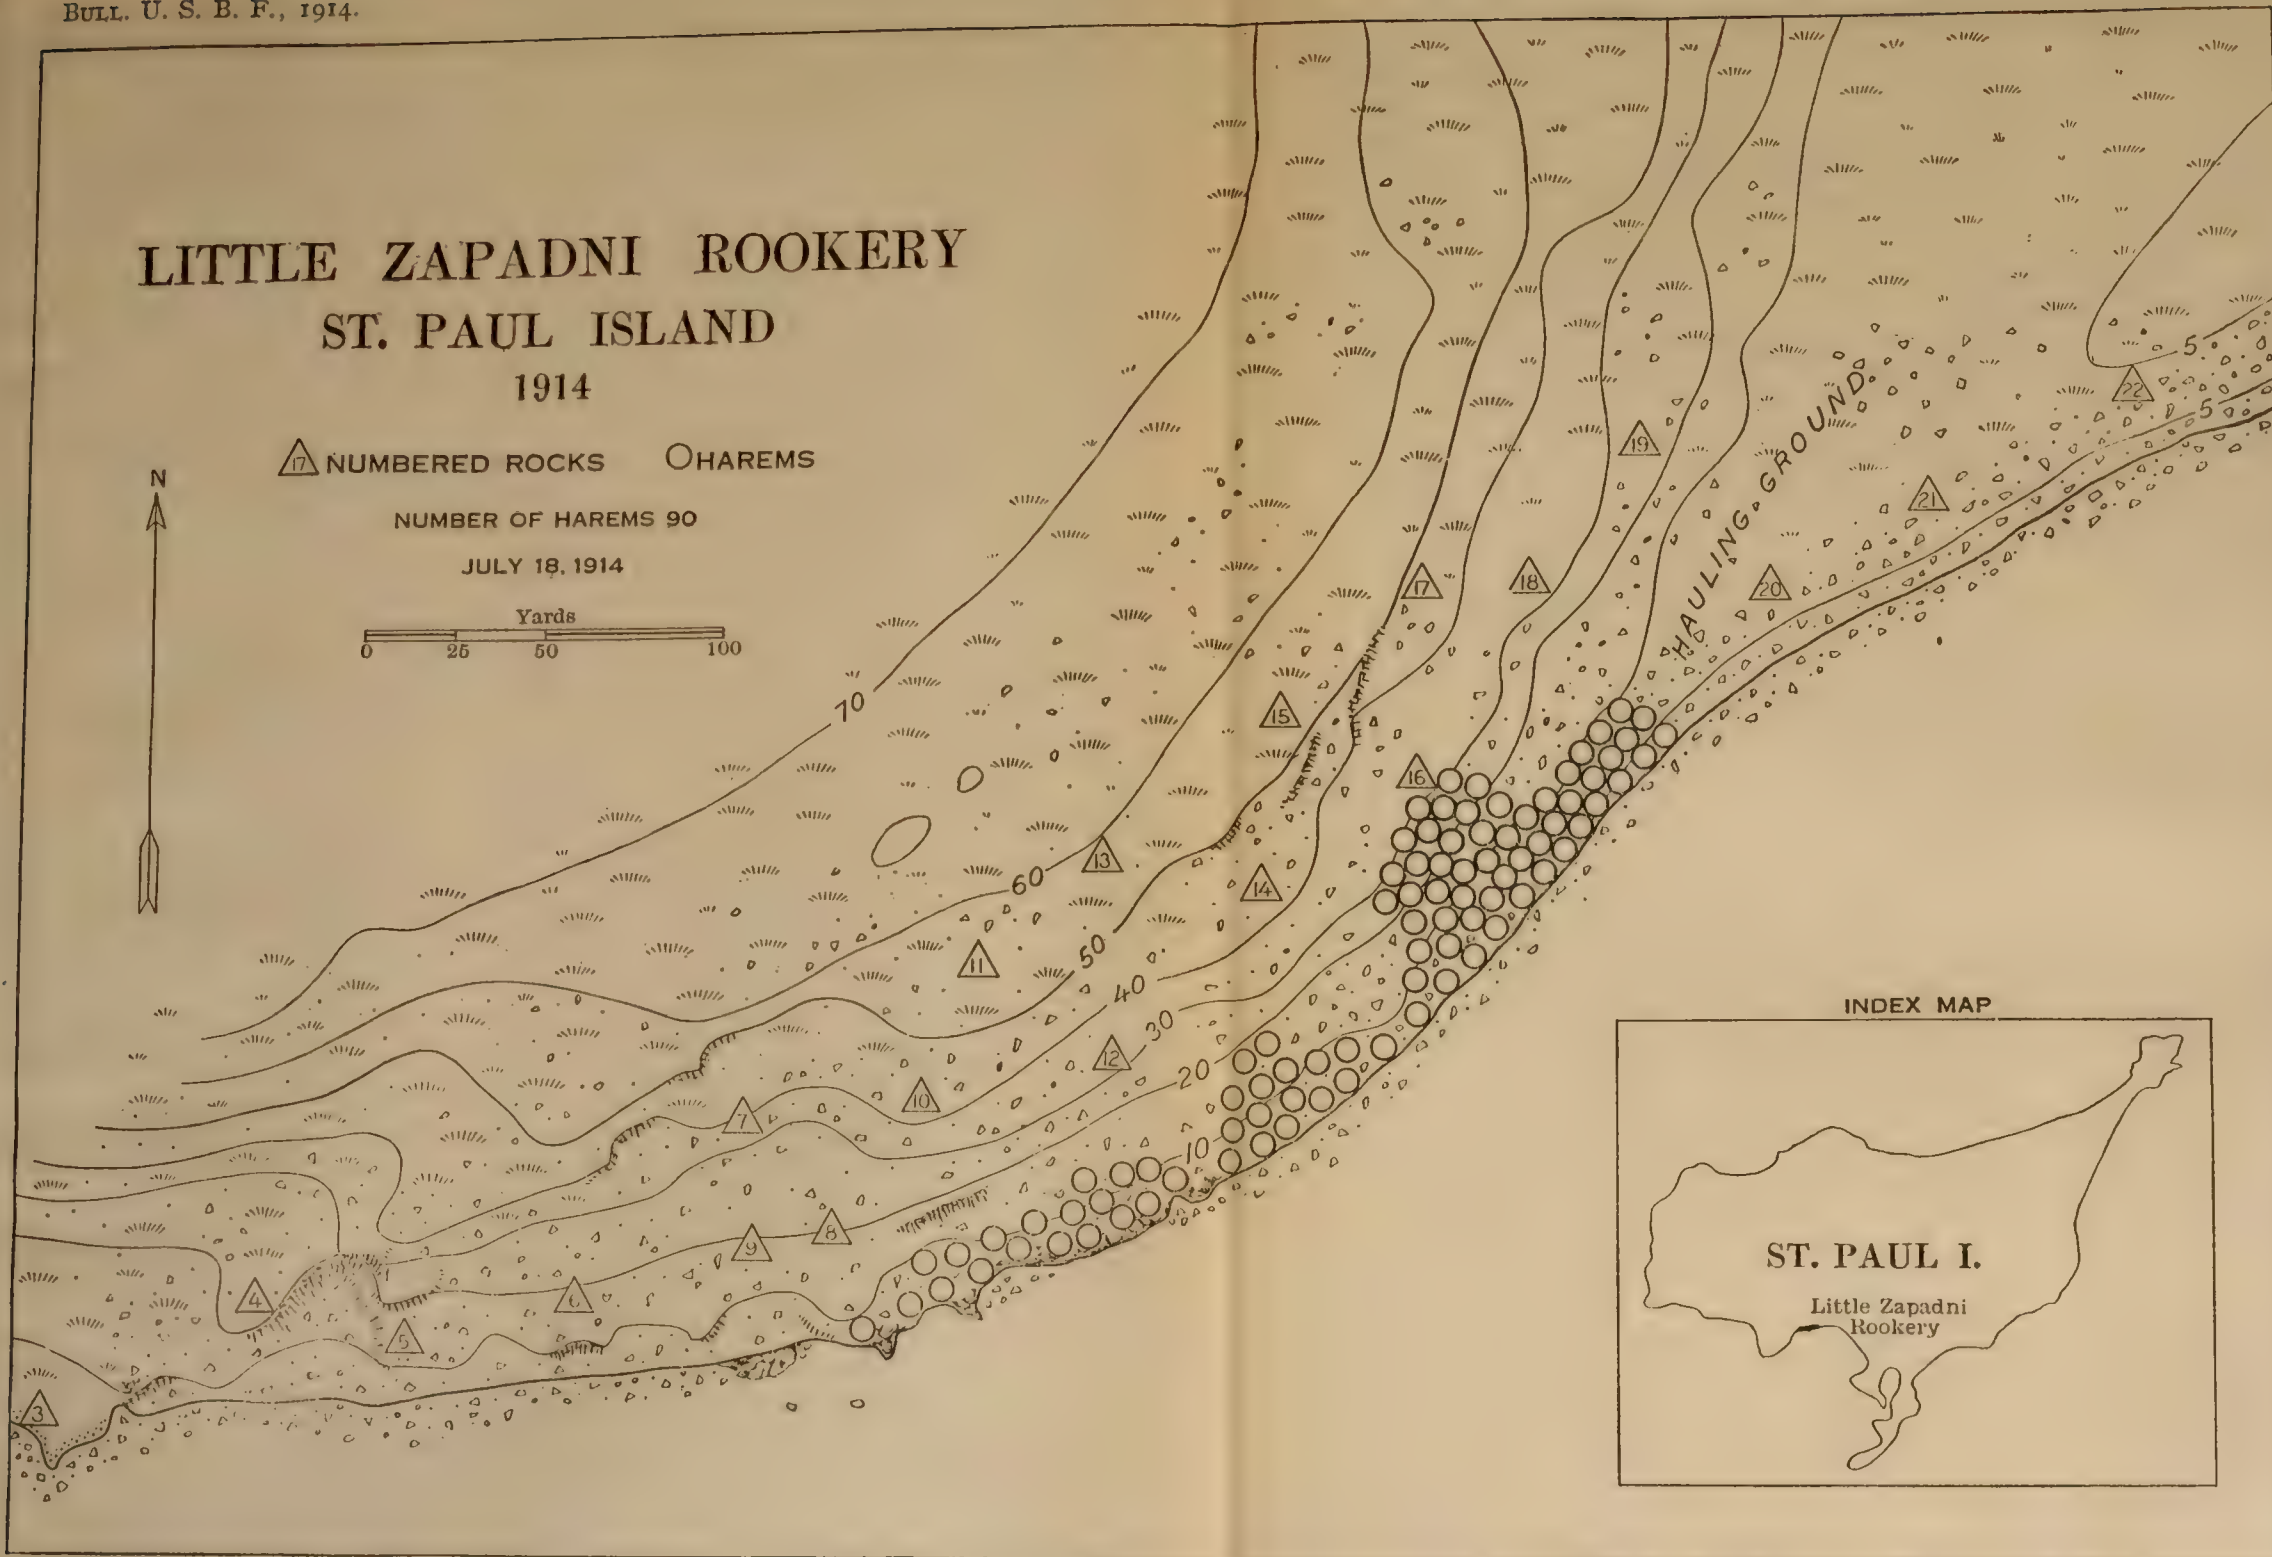 BULL. U. S. B. F., 1914.
LITTLE ZAPADNI ROOKERY
ST. PAUL ISLAND
1914
17 NUMBERED ROCKS HAREMS
NUMBER OF HAREMS 90
JULY 18, 1914
N
Yards
0 25 50 100
HAULING GROUND
5
22
5
19
21
17
18
20
70
15
16
13
60
14
11
50
40
30
12
10
20
7
10
8
9
6
4
5
3
INDEX MAP
ST. PAUL I.
Little Zapadni
Rookery